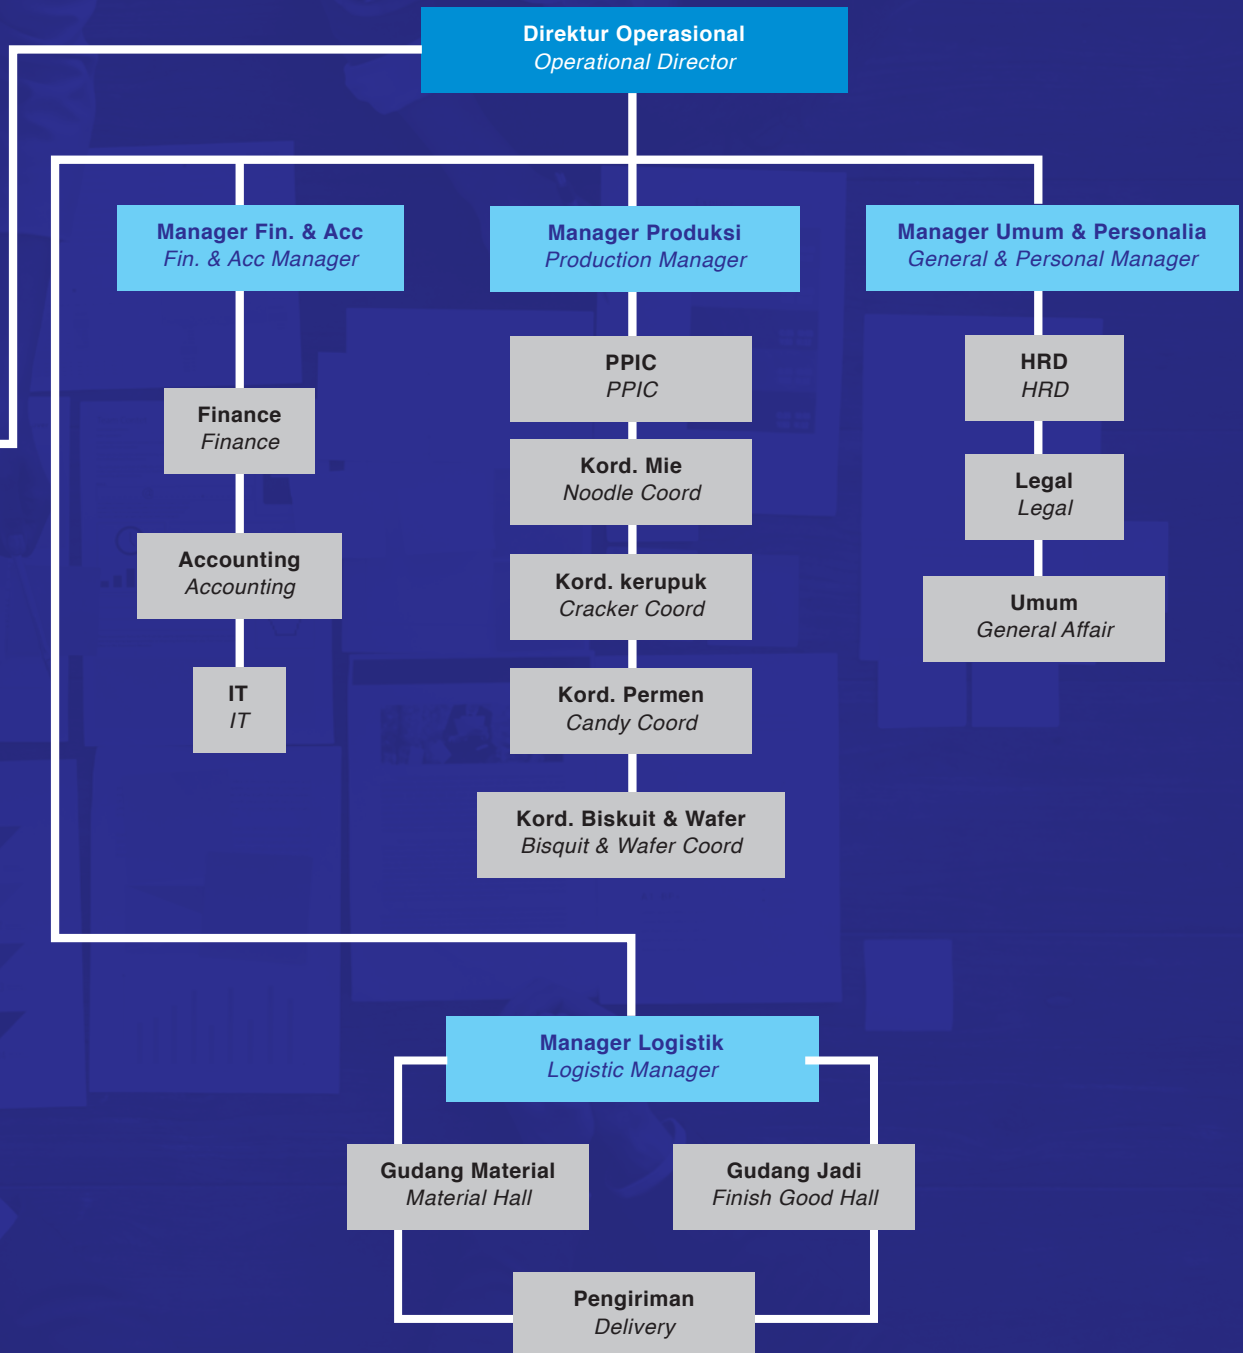 Direktur Operasional
Operational Director
Manager Fin. & Acc
Fin. & Acc Manager
Manager Produksi
Production Manager
Manager Umum & Personalia
General & Personal Manager
Finance
Finance
Accounting
Accounting
IT
IT
PPIC
PPIC
Kord. Mie
Noodle Coord
Kord. kerupuk
Cracker Coord
Kord. Permen
Candy Coord
Kord. Biskuit & Wafer
Bisquit & Wafer Coord
HRD
HRD
Legal
Legal
Umum
General Affair
Manager Logistik
Logistic Manager
Gudang Material
Material Hall
Gudang Jadi
Finish Good Hall
Pengiriman
Delivery